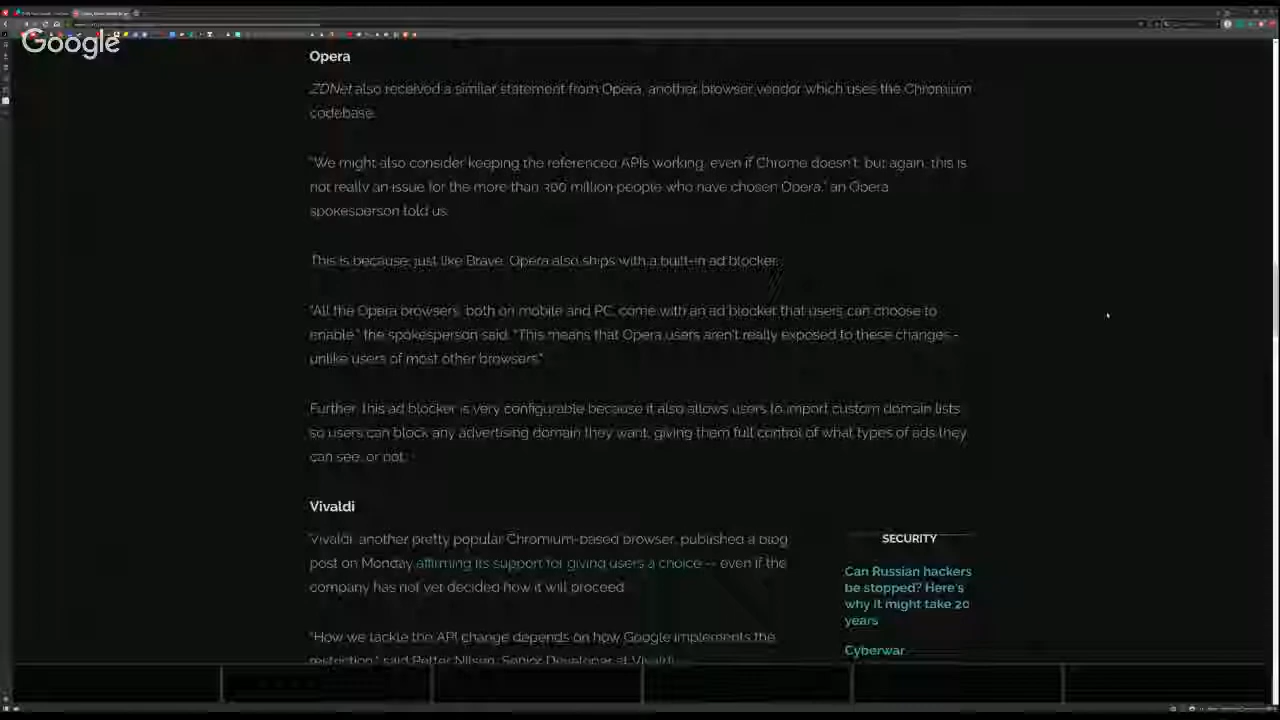 Google
Opera
ZDNet also received a similar statement from Opera, another browser vendor which uses the Chromium
codebase.
"We might also consider keeping the referenced APIs working, even if Chrome doesn't, but again, this is
not really an issue for the more than 300 million people who have chosen Opera," an Opera
spokesperson told us.
This is because, just like Brave, Opera also ships with a built-in ad blocker.
"All the Opera browsers, both on mobile and PC, come with an ad blocker that users can choose to
enable," the spokesperson said. "This means that Opera users aren't really exposed to these changes -
unlike users of most other browsers."
Further, this ad blocker is very configurable because it also allows users to import custom domain lists
so users can block any advertising domain they want, giving them full control of what types of ads they
can see, or not.
Vivaldi
Vivaldi, another pretty popular Chromium-based browser, published a blog
post on Monday affirming its support for giving users a choice -- even if the
company has not yet decided how it will proceed.
"How we tackle the API change depends on how Google implements the
restriction," said Petter Nilsen, Senior Developer at Vivaldi
SECURITY
Can Russian hackers
be stopped? Here's
why it might take 20
years
Cyberwar